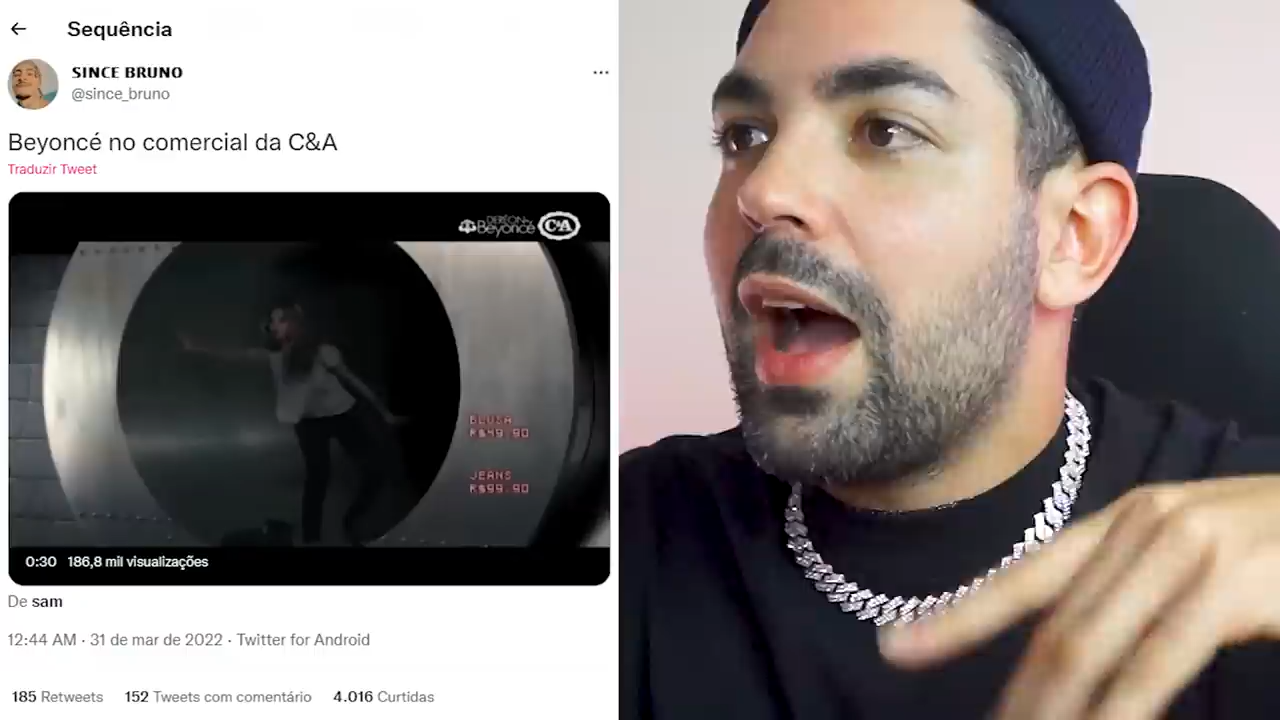 Sequência
SINCE BRUNO
@since_bruno
Beyoncé no comercial da C&A
Traduzir Tweet
DERĒON
Beyoncé
C&A
BLUSA
R$49,90
JEANS
R$99,90
0:30 186,8 mil visualizações
De sam
12:44 AM · 31 de mar de 2022 · Twitter for Android
185 Retweets 152 Tweets com comentário 4.016 Curtidas